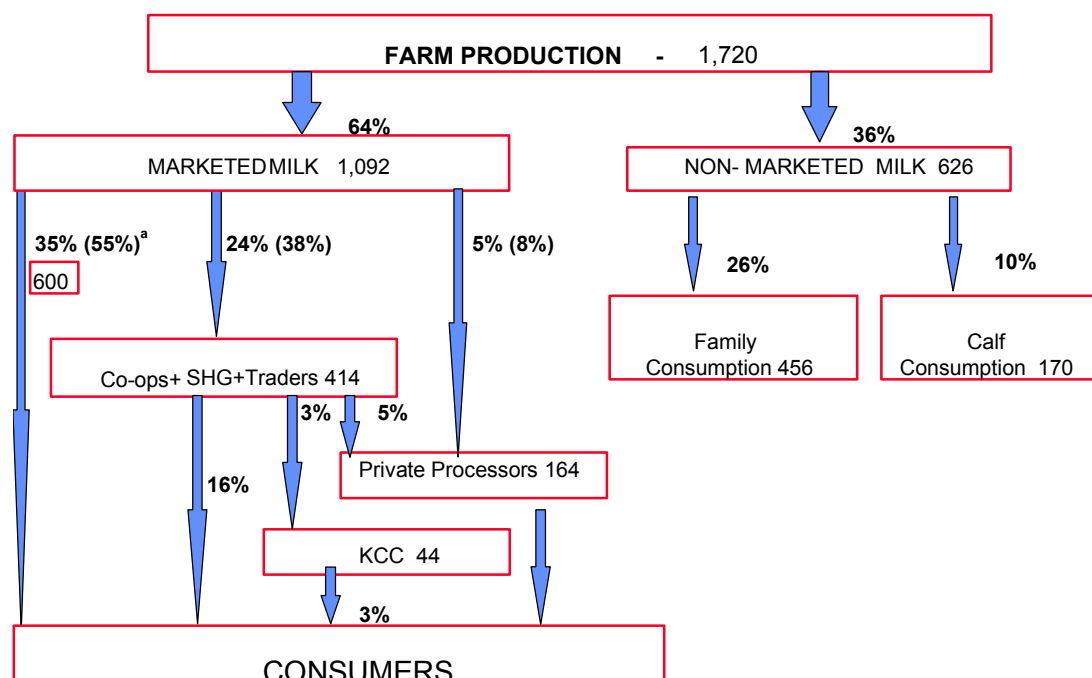 FARM PRODUCTION - 1,720
64%
36%
MARKETED MILK 1,092
NON- MARKETED MILK 626
35% (55%)a
24% (38%)
5% (8%)
26%
10%
600
Family
Consumption 456
Calf
Consumption 170
Co-ops+ SHG+Traders 414
3%
5%
Private Processors 164
16%
KCC 44
3%
CONSUMERS